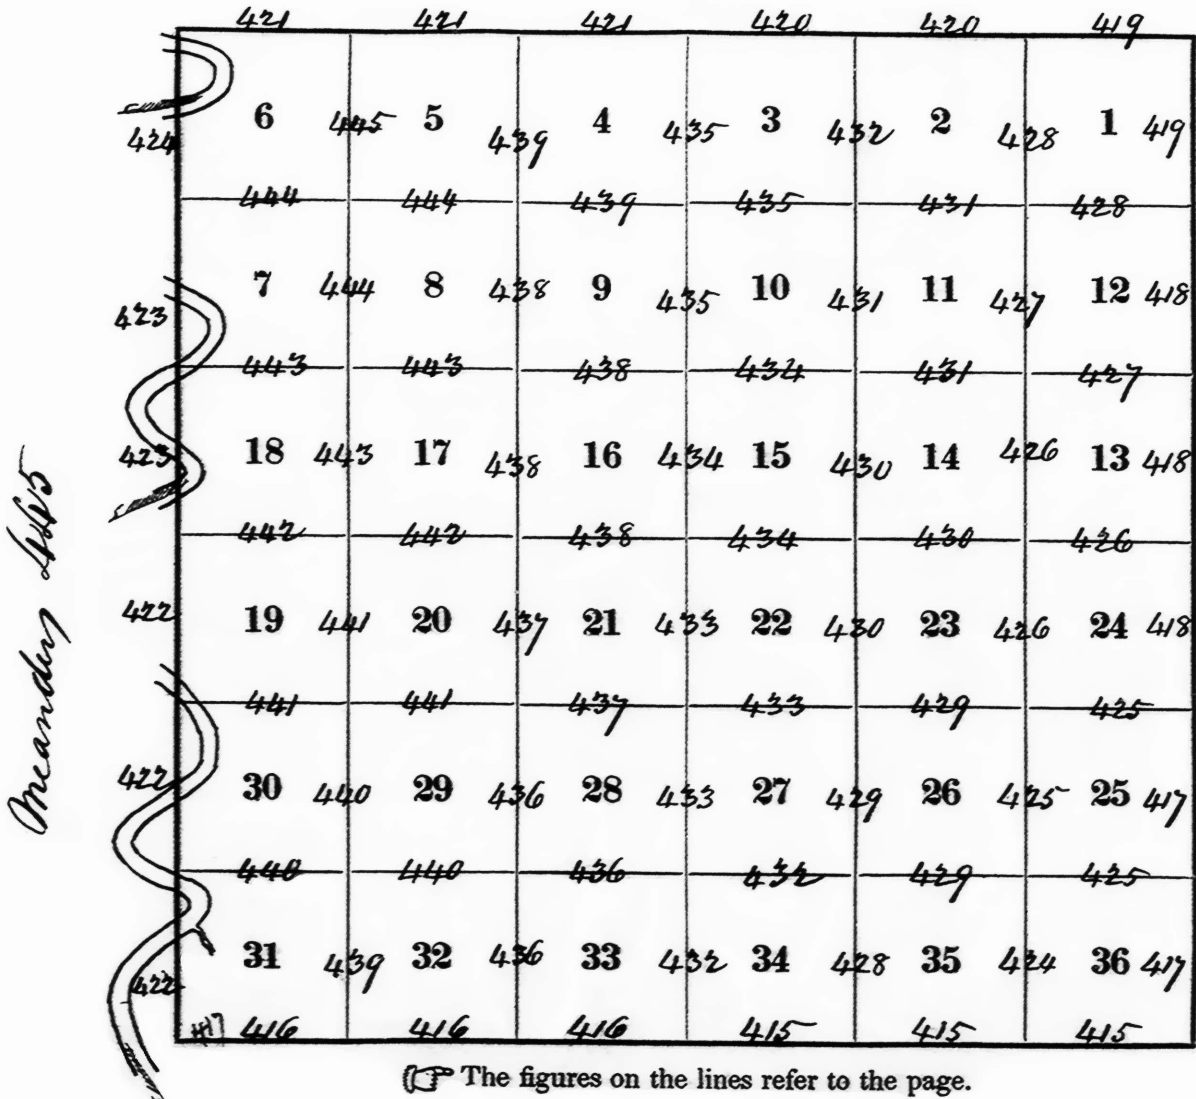 421 421 421 420 420 419
6 445 5 439 4 435 3 432 2 428 1 419
424
444 444 439 435 431 428
423 7 444 8 438 9 435 10 431 11 427 12 418
443 443 438 434 431 427
423 18 443 17 438 16 434 15 430 14 426 13 418
442 442 438 434 430 426
422 19 441 20 437 21 433 22 430 23 426 24 418
441 441 437 433 429 425
422 30 440 29 436 28 433 27 429 26 425 25 417
440 440 436 432 429 425
422 31 439 32 436 33 432 34 428 35 424 36 417
417 416 416 416 415 415 415
Meanders 445
The figures on the lines refer to the page.